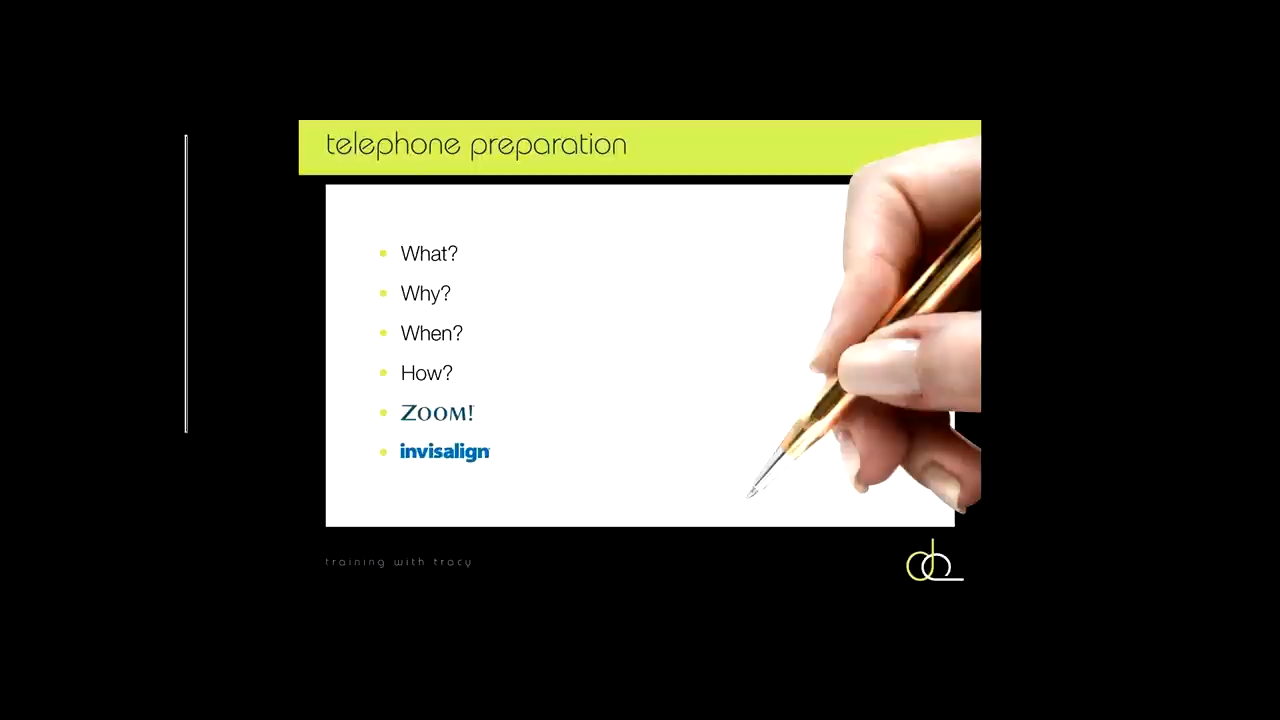 telephone preparation
What?
Why?
When?
How?
ZOOM!
invisalign
training with tracy